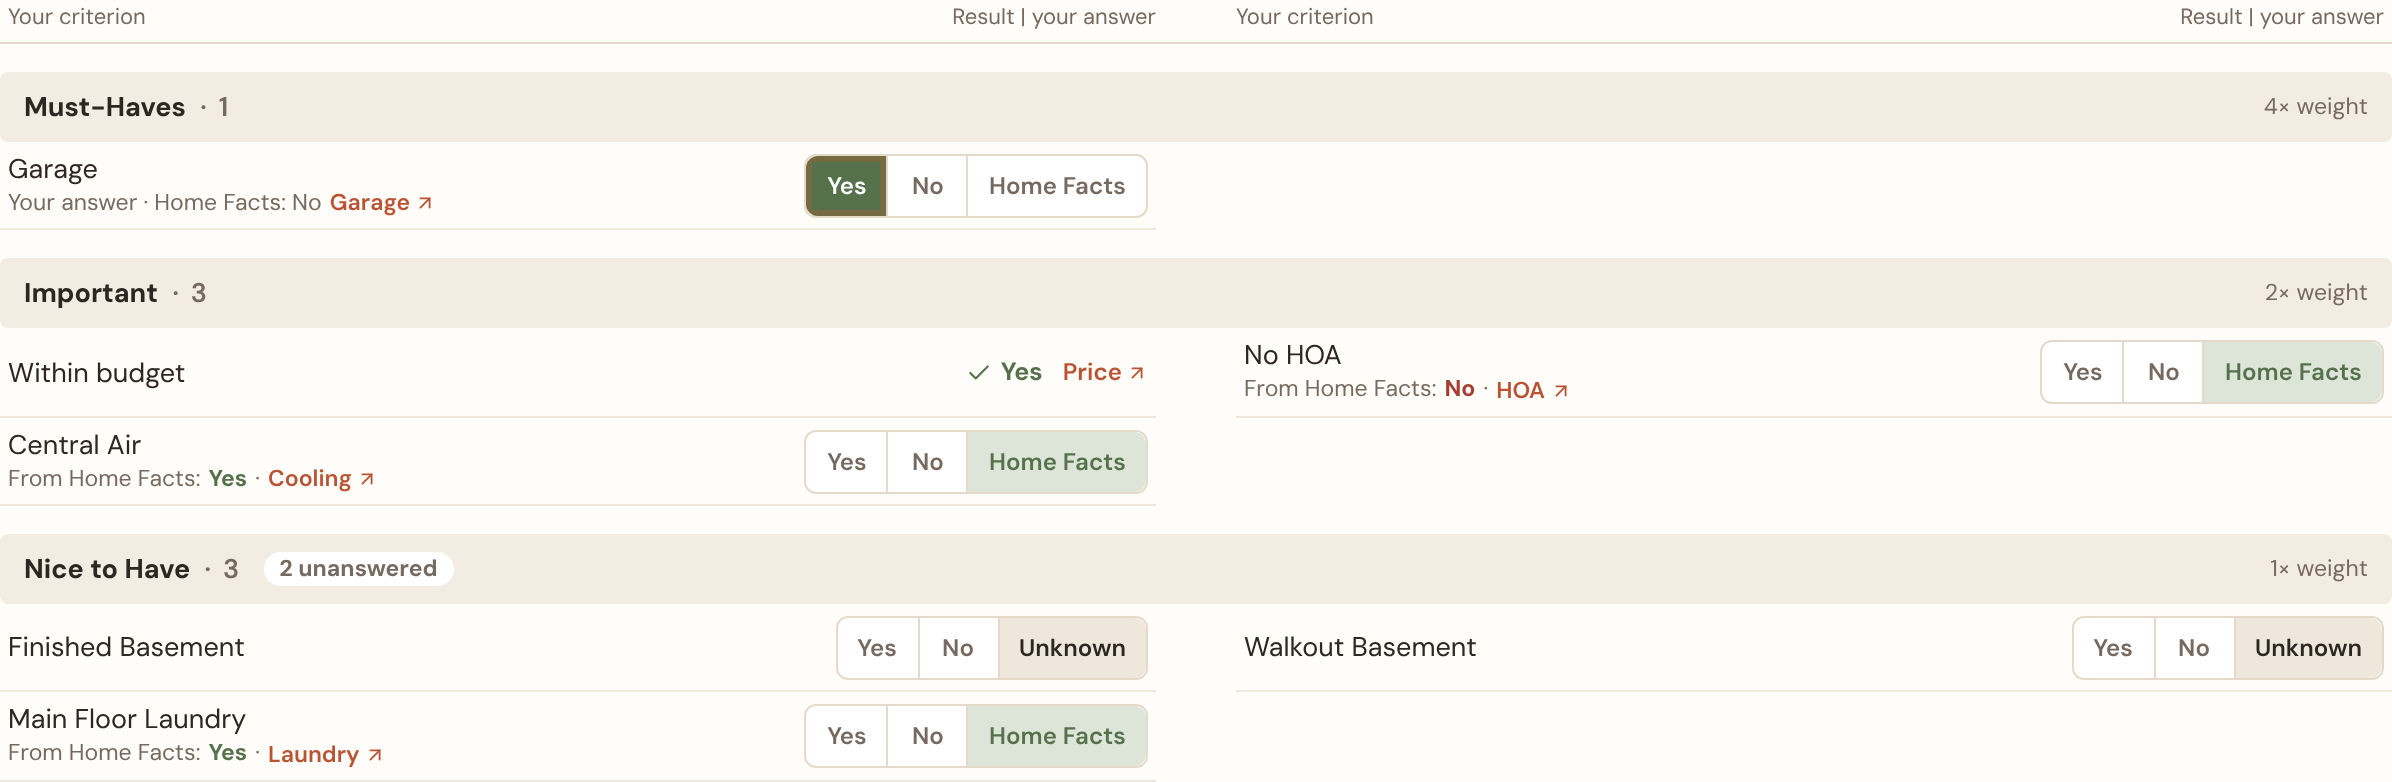 Your criterion Result | your answer Your criterion Result | your answer
Must-Haves · 1 4× weight
Garage
Your answer · Home Facts: No Garage ↗
Yes No Home Facts
Important · 3 2× weight
Within budget ✓ Yes Price ↗
No HOA
From Home Facts: No · HOA ↗
Yes No Home Facts
Central Air
From Home Facts: Yes · Cooling ↗
Yes No Home Facts
Nice to Have · 3 2 unanswered 1× weight
Finished Basement Yes No Unknown
Walkout Basement Yes No Unknown
Main Floor Laundry
From Home Facts: Yes · Laundry ↗
Yes No Home Facts